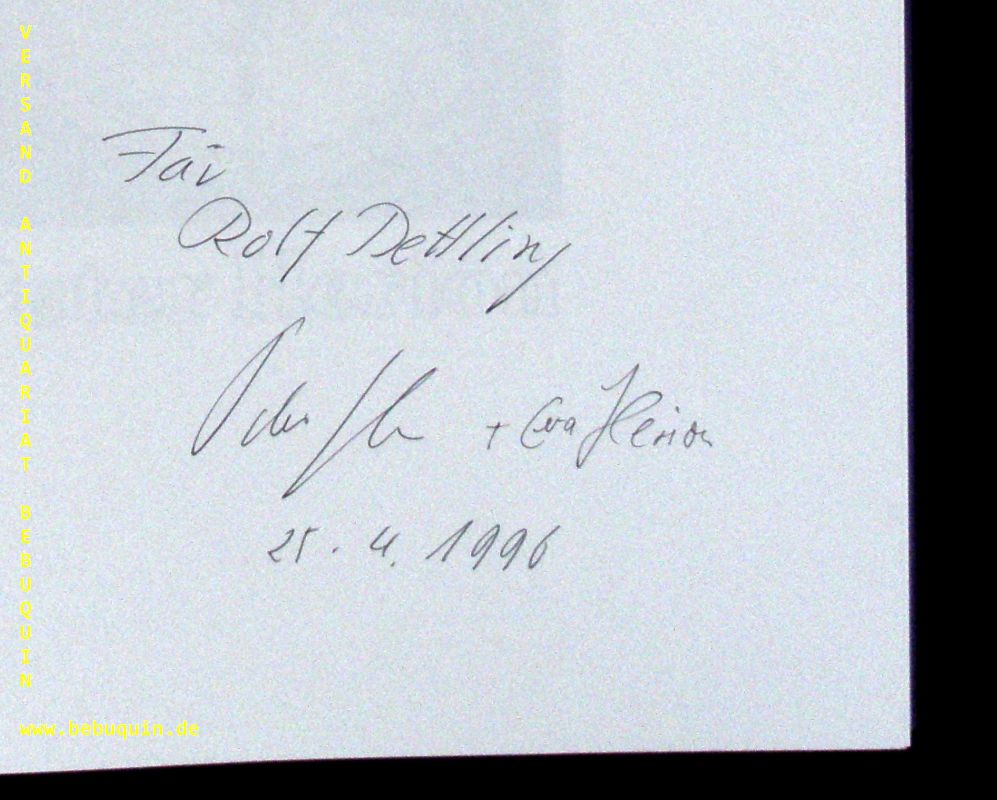 VERSAND ANTIQUARIAT BEBUQUIN
Für
Rolf Dettling
+ Eva
25. 4. 1996
www.bebuquin.de